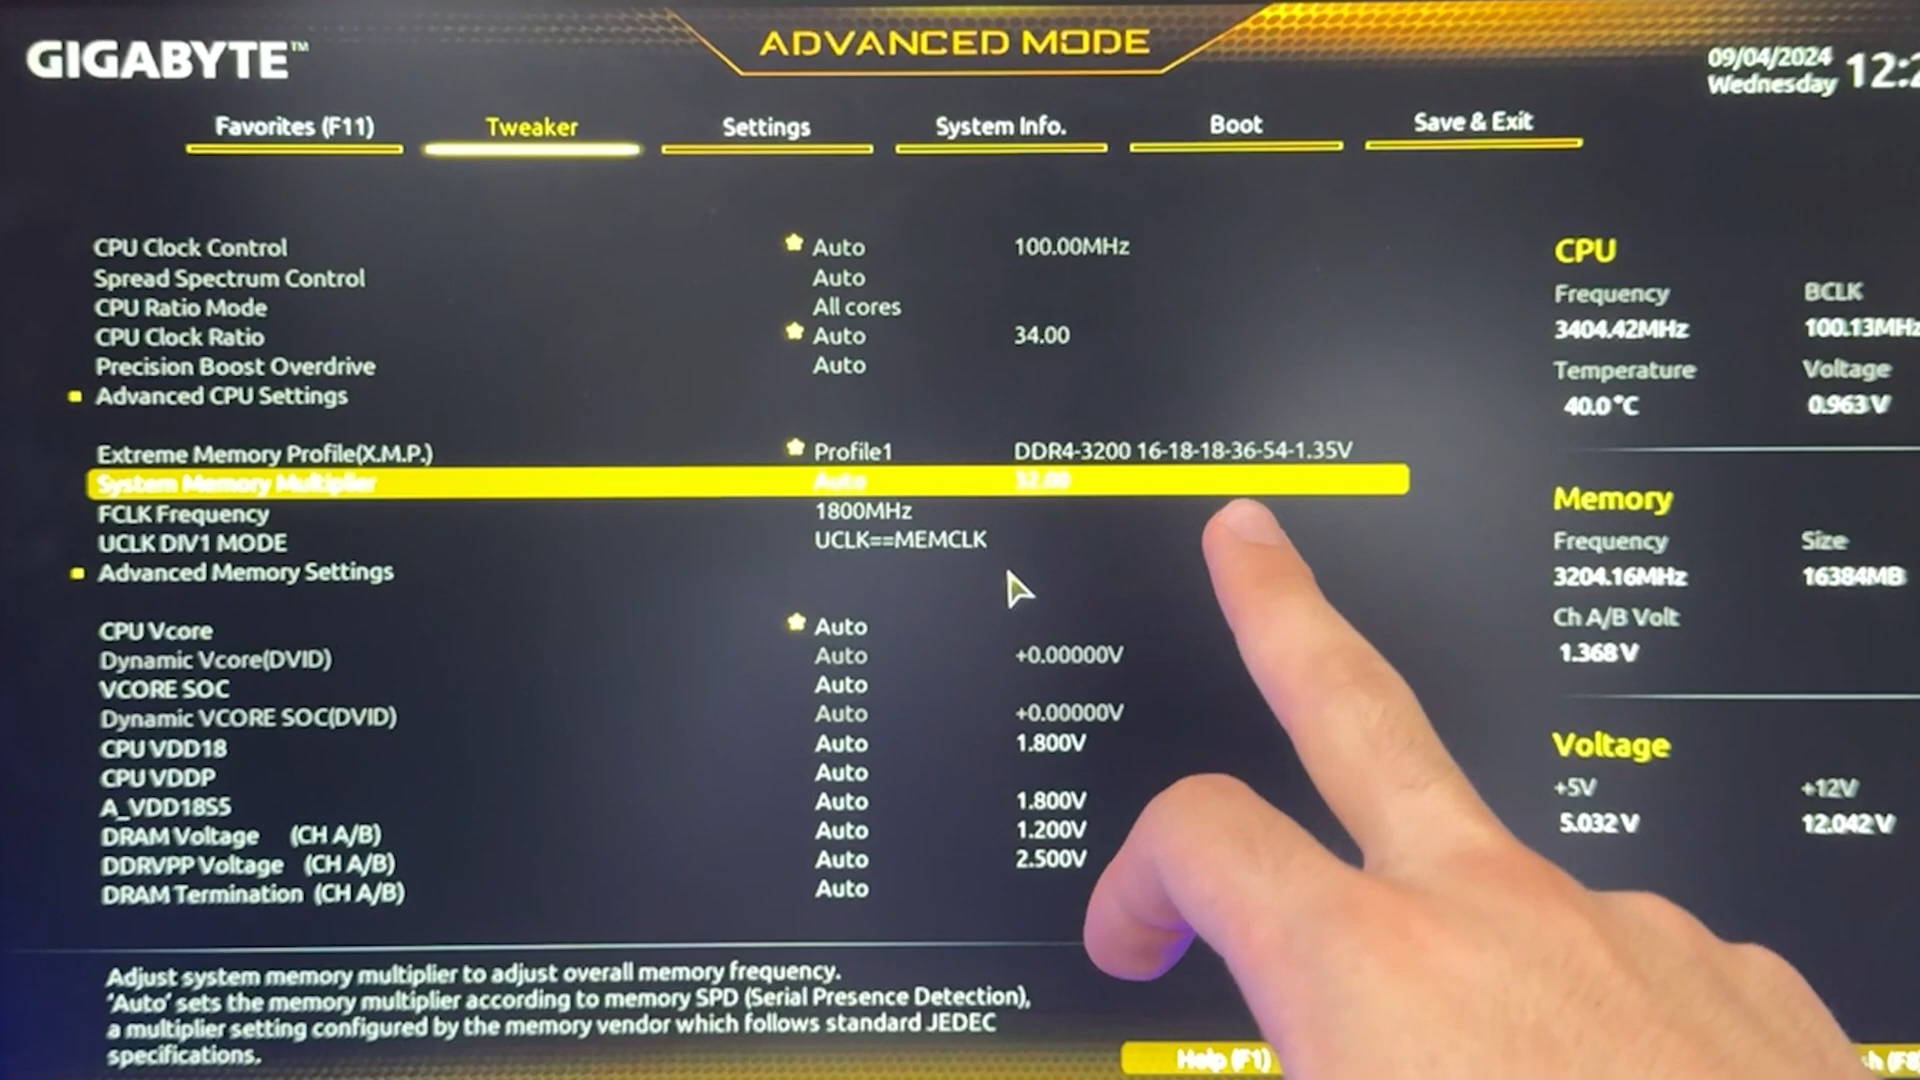 GIGABYTE™
ADVANCED MODE
09/04/2024
Wednesday
Favorites (F11) Tweaker Settings System Info. Boot Save & Exit
CPU Clock Control Auto 100.00MHz
Spread Spectrum Control Auto
CPU Ratio Mode All cores
CPU Clock Ratio Auto 34.00
Precision Boost Overdrive Auto
Advanced CPU Settings
Extreme Memory Profile(X.M.P.) Profile1 DDR4-3200 16-18-18-36-54-1.35V
System Memory Multiplier Auto 32.00
FCLK Frequency 1800MHz
UCLK DIV1 MODE UCLK==MEMCLK
Advanced Memory Settings
CPU Vcore Auto
Dynamic Vcore(DVID) Auto +0.00000V
VCORE SOC Auto
Dynamic VCORE SOC(DVID) Auto +0.00000V
CPU VDD18 Auto 1.800V
CPU VDDP Auto
A_VDD18S5 Auto 1.800V
DRAM Voltage (CH A/B) Auto 1.200V
DDRVPP Voltage (CH A/B) Auto 2.500V
DRAM Termination (CH A/B) Auto
CPU
Frequency BCLK
3404.42MHz 100.13MHz
Temperature Voltage
40.0 °C 0.963 V
Memory
Frequency Size
3204.16MHz 16384MB
Ch A/B Volt
1.368 V
Voltage
+5V +12V
5.032 V 12.042 V
Adjust system memory multiplier to adjust overall memory frequency.
'Auto' sets the memory multiplier according to memory SPD (Serial Presence Detection),
a multiplier setting configured by the memory vendor which follows standard JEDEC
specifications.
Help (F1)